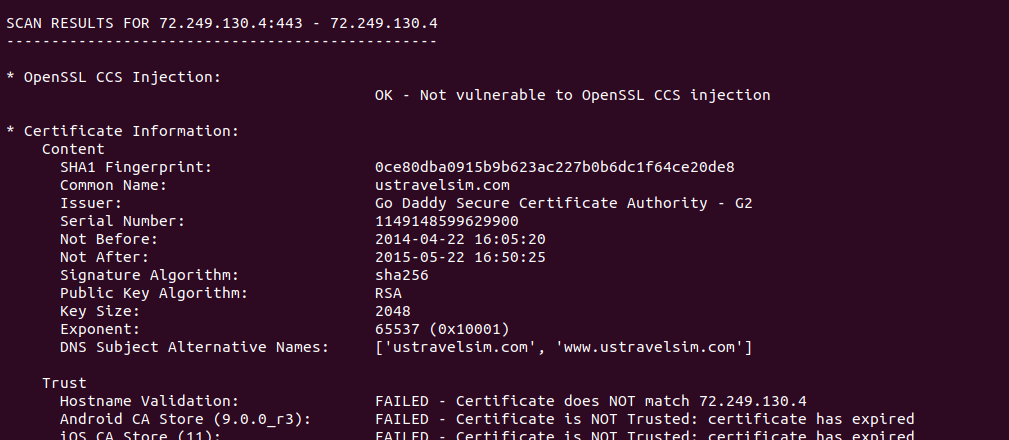 SCAN RESULTS FOR 72.249.130.4:443 - 72.249.130.4
------------------------------------------------
* OpenSSL CCS Injection:
OK - Not vulnerable to OpenSSL CCS injection
* Certificate Information:
Content
SHA1 Fingerprint: 0ce80dba0915b9b623ac227b0b6dc1f64ce20de8
Common Name: ustravelsim.com
Issuer: Go Daddy Secure Certificate Authority - G2
Serial Number: 1149148599629900
Not Before: 2014-04-22 16:05:20
Not After: 2015-05-22 16:50:25
Signature Algorithm: sha256
Public Key Algorithm: RSA
Key Size: 2048
Exponent: 65537 (0x10001)
DNS Subject Alternative Names: ['ustravelsim.com', 'www.ustravelsim.com']
Trust
Hostname Validation: FAILED - Certificate does NOT match 72.249.130.4
Android CA Store (9.0.0_r3): FAILED - Certificate is NOT Trusted: certificate has expired
iOS CA Store (11): FAILED - Certificate is NOT Trusted: certificate has expired